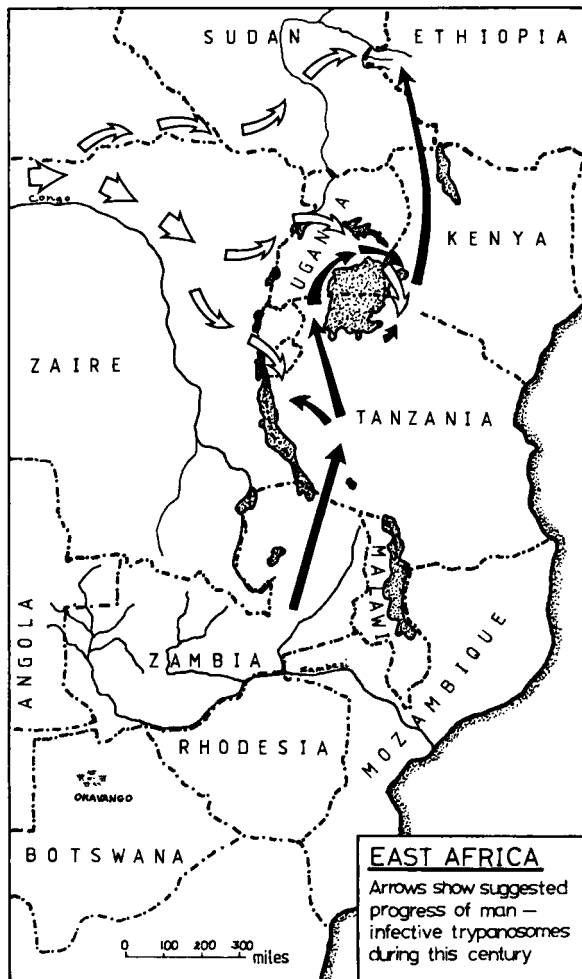 SUDAN
ETHIOPIA
Congo
UGANDA
KENYA
ZAIRE
TANZANIA
MALAWI
ANGOLA
ZAMBIA
Zambesi
MOZAMBIQUE
RHODESIA
OKAVANGO
BOTSWANA
EAST AFRICA
Arrows show suggested
progress of man —
infective trypanosomes
during this century
0 100 200 300 miles